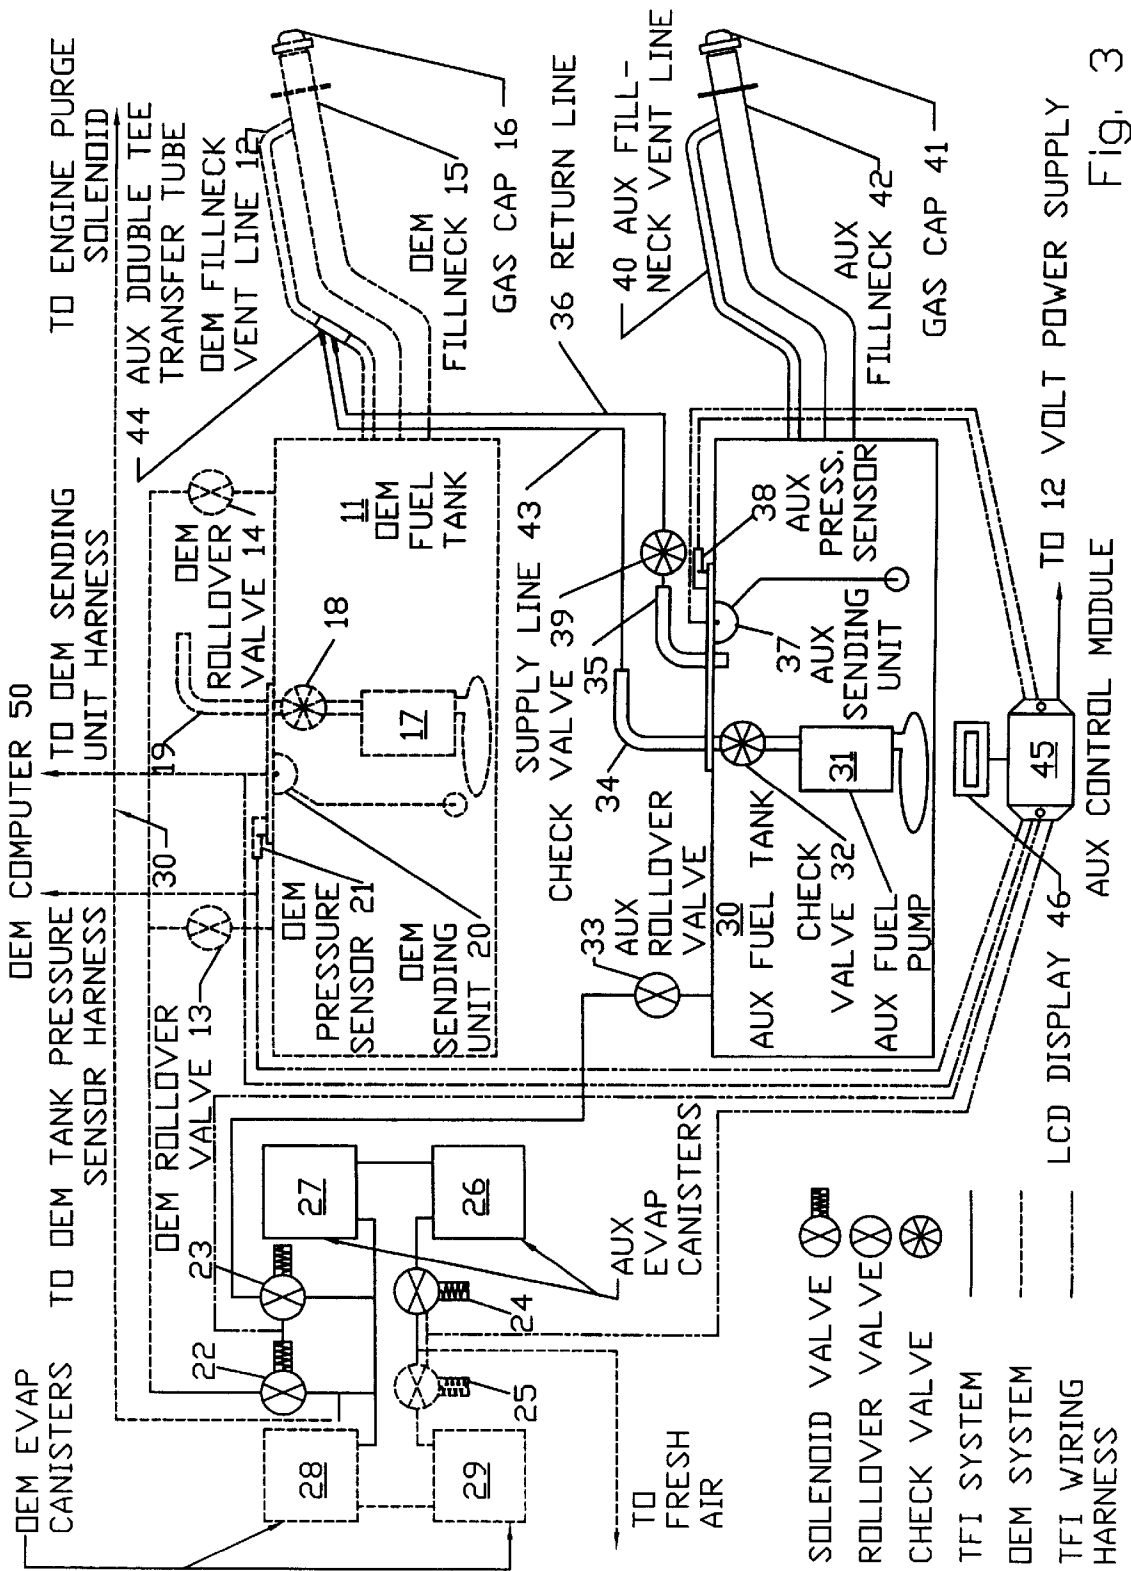 OEM EVAP
CANISTERS
OEM COMPUTER 50
TO OEM TANK PRESSURE
SENSOR HARNESS
TO OEM SENDING
UNIT HARNESS
TO ENGINE PURGE
SOLENOID
44 AUX DOUBLE TEE
TRANSFER TUBE
OEM FILLNECK
VENT LINE 12
30
19
OEM ROLLOVER
VALVE 13
OEM
ROLLOVER
VALVE 14
22
23
28
29
27
26
24
25
18
17
11
OEM
FUEL
TANK
OEM
PRESSURE
SENSOR 21
OEM
SENDING
UNIT 20
OEM
FILLNECK 15
GAS CAP 16
SUPPLY LINE 43
CHECK VALVE 39
36 RETURN LINE
40 AUX FILL-
NECK VENT LINE
35
34
33
AUX
ROLLOVER
VALVE
AUX
EVAP
CANISTERS
TO
FRESH
AIR
30
AUX FUEL TANK
CHECK
VALVE 32
AUX FUEL
PUMP
31
37
AUX
SENDING
UNIT
38
AUX
PRESS.
SENSOR
AUX
FILLNECK 42
GAS CAP 41
45
LCD DISPLAY 46
AUX CONTROL MODULE
TO 12 VOLT POWER SUPPLY
SOLENOID VALVE
ROLLOVER VALVE
CHECK VALVE
TFI SYSTEM
OEM SYSTEM
TFI WIRING
HARNESS
Fig. 3